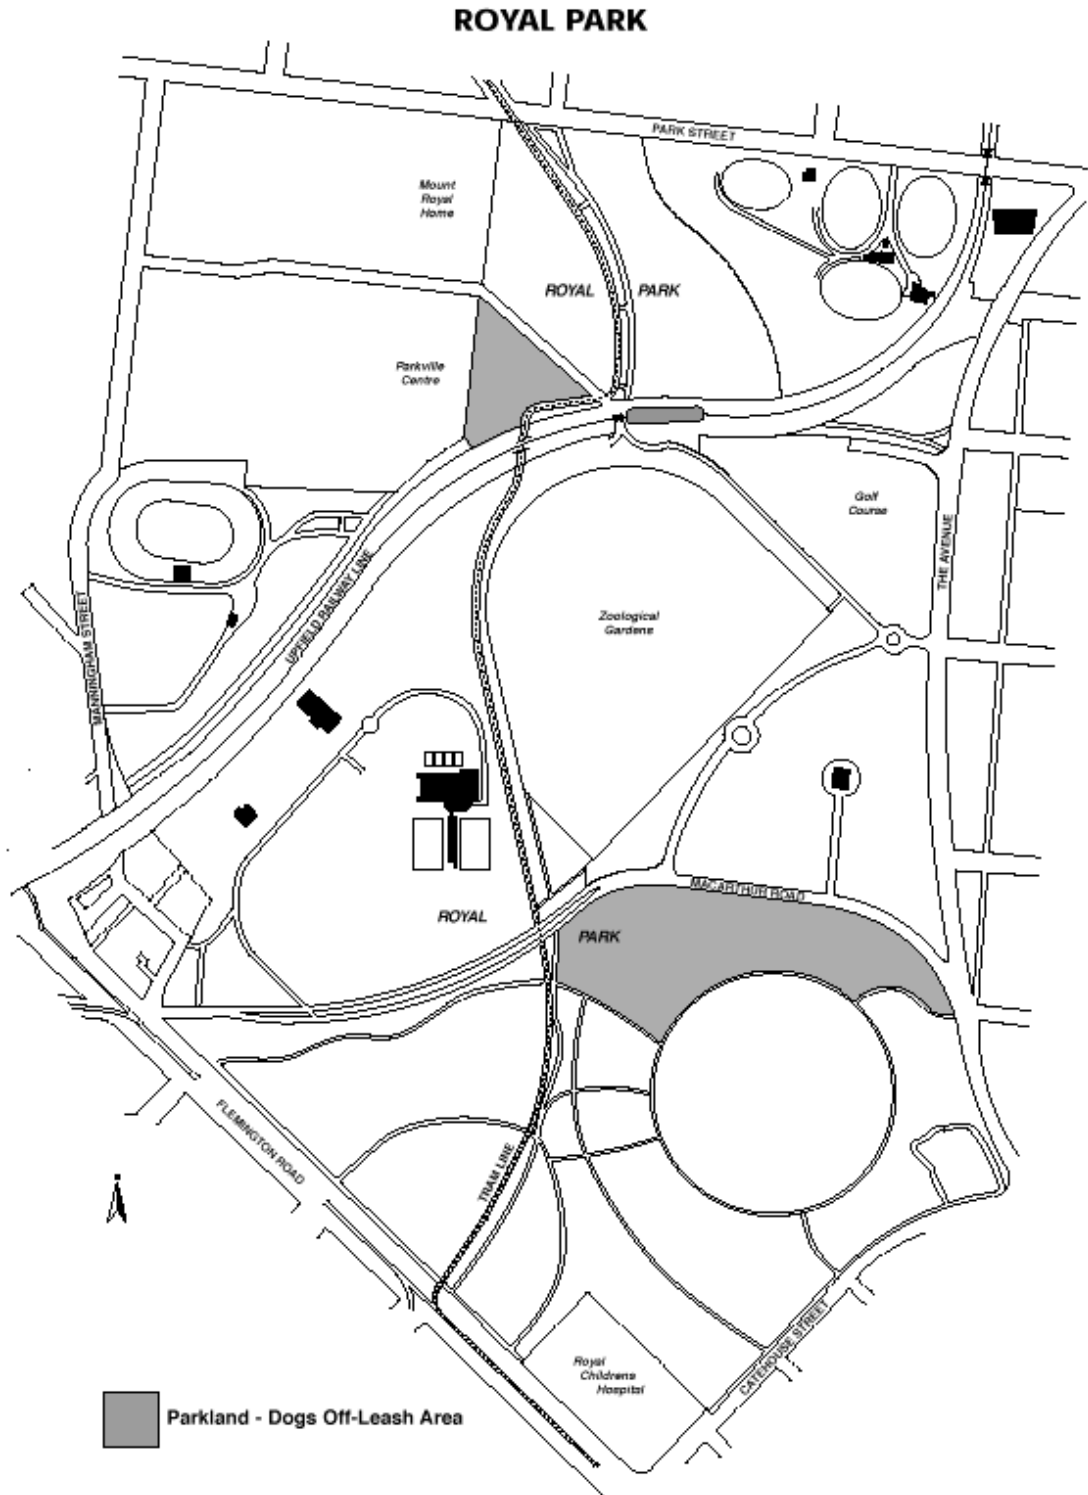 ROYAL PARK
PARK STREET
Mount
Royal
Home
ROYAL PARK
Parkville
Centre
Golf
Course
THE AVENUE
UPFIELD RAILWAY LINE
MANNINGHAM STREET
Zoological
Gardens
MACARTHUR ROAD
ROYAL
PARK
FLEMINGTON ROAD
TRAM LINE
Royal
Childrens
Hospital
CATEHOUSE STREET
Parkland - Dogs Off-Leash Area